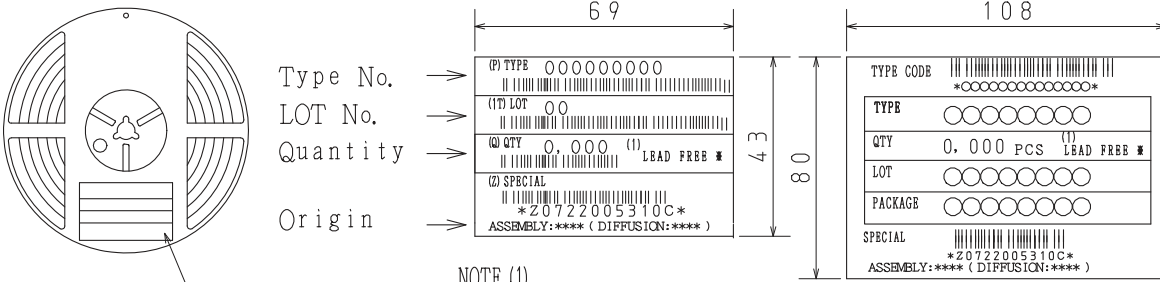 69
108
Type No.
LOT No.
Quantity
Origin
(P) TYPE 000000000
(1T) LOT 00
(Q) QTY 0,000 (1) LEAD FREE *
(Z) SPECIAL
*Z0722005310C*
ASSEMBLY:**** (DIFFUSION:****)
43
80
NOTE (1)
TYPE CODE
*○○○○○○○○○○○○○○*
TYPE ○○○○○○○○
QTY 0,000 PCS (1) LEAD FREE *
LOT ○○○○○○○○
PACKAGE ○○○○○○○○
SPECIAL
*Z0722005310C*
ASSEMBLY:**** (DIFFUSION:****)